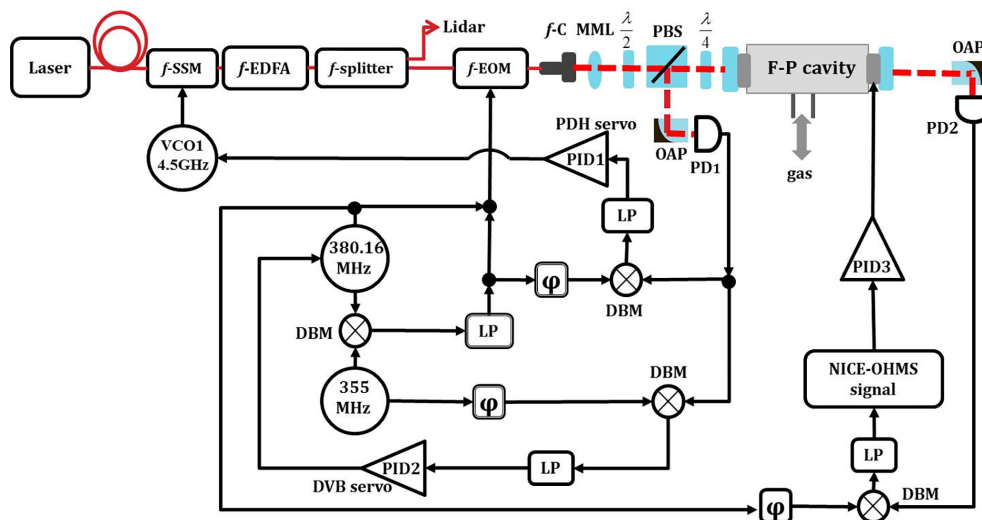 Laser
f-SSM
f-EDFA
f-splitter
Lidar
f-EOM
f-C
MML
λ/2
PBS
λ/4
F-P cavity
OAP
PD2
gas
OAP
PD1
VCO1
4.5GHz
PDH servo
PID1
LP
φ
DBM
380.16
MHz
DBM
LP
355
MHz
φ
DBM
PID2
DVB servo
LP
PID3
NICE-OHMS
signal
LP
φ
DBM